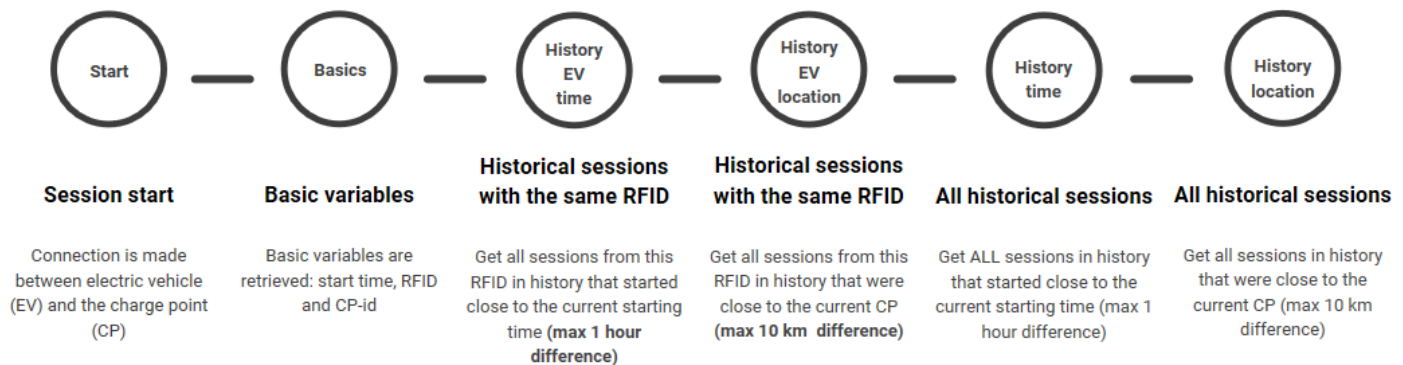 Start
Basics
History
EV
time
History
EV
location
History
time
History
location
Session start
Connection is made
between electric vehicle
(EV) and the charge point
(CP)
Basic variables
Basic variables are
retrieved: start time, RFID
and CP-id
Historical sessions
with the same RFID
Get all sessions from this
RFID in history that started
close to the current starting
time (max 1 hour
difference)
Historical sessions
with the same RFID
Get all sessions from this
RFID in history that were
close to the current CP
(max 10 km difference)
All historical sessions
Get ALL sessions in history
that started close to the
current starting time (max 1
hour difference)
All historical sessions
Get all sessions in history
that were close to the
current CP (max 10 km
difference)